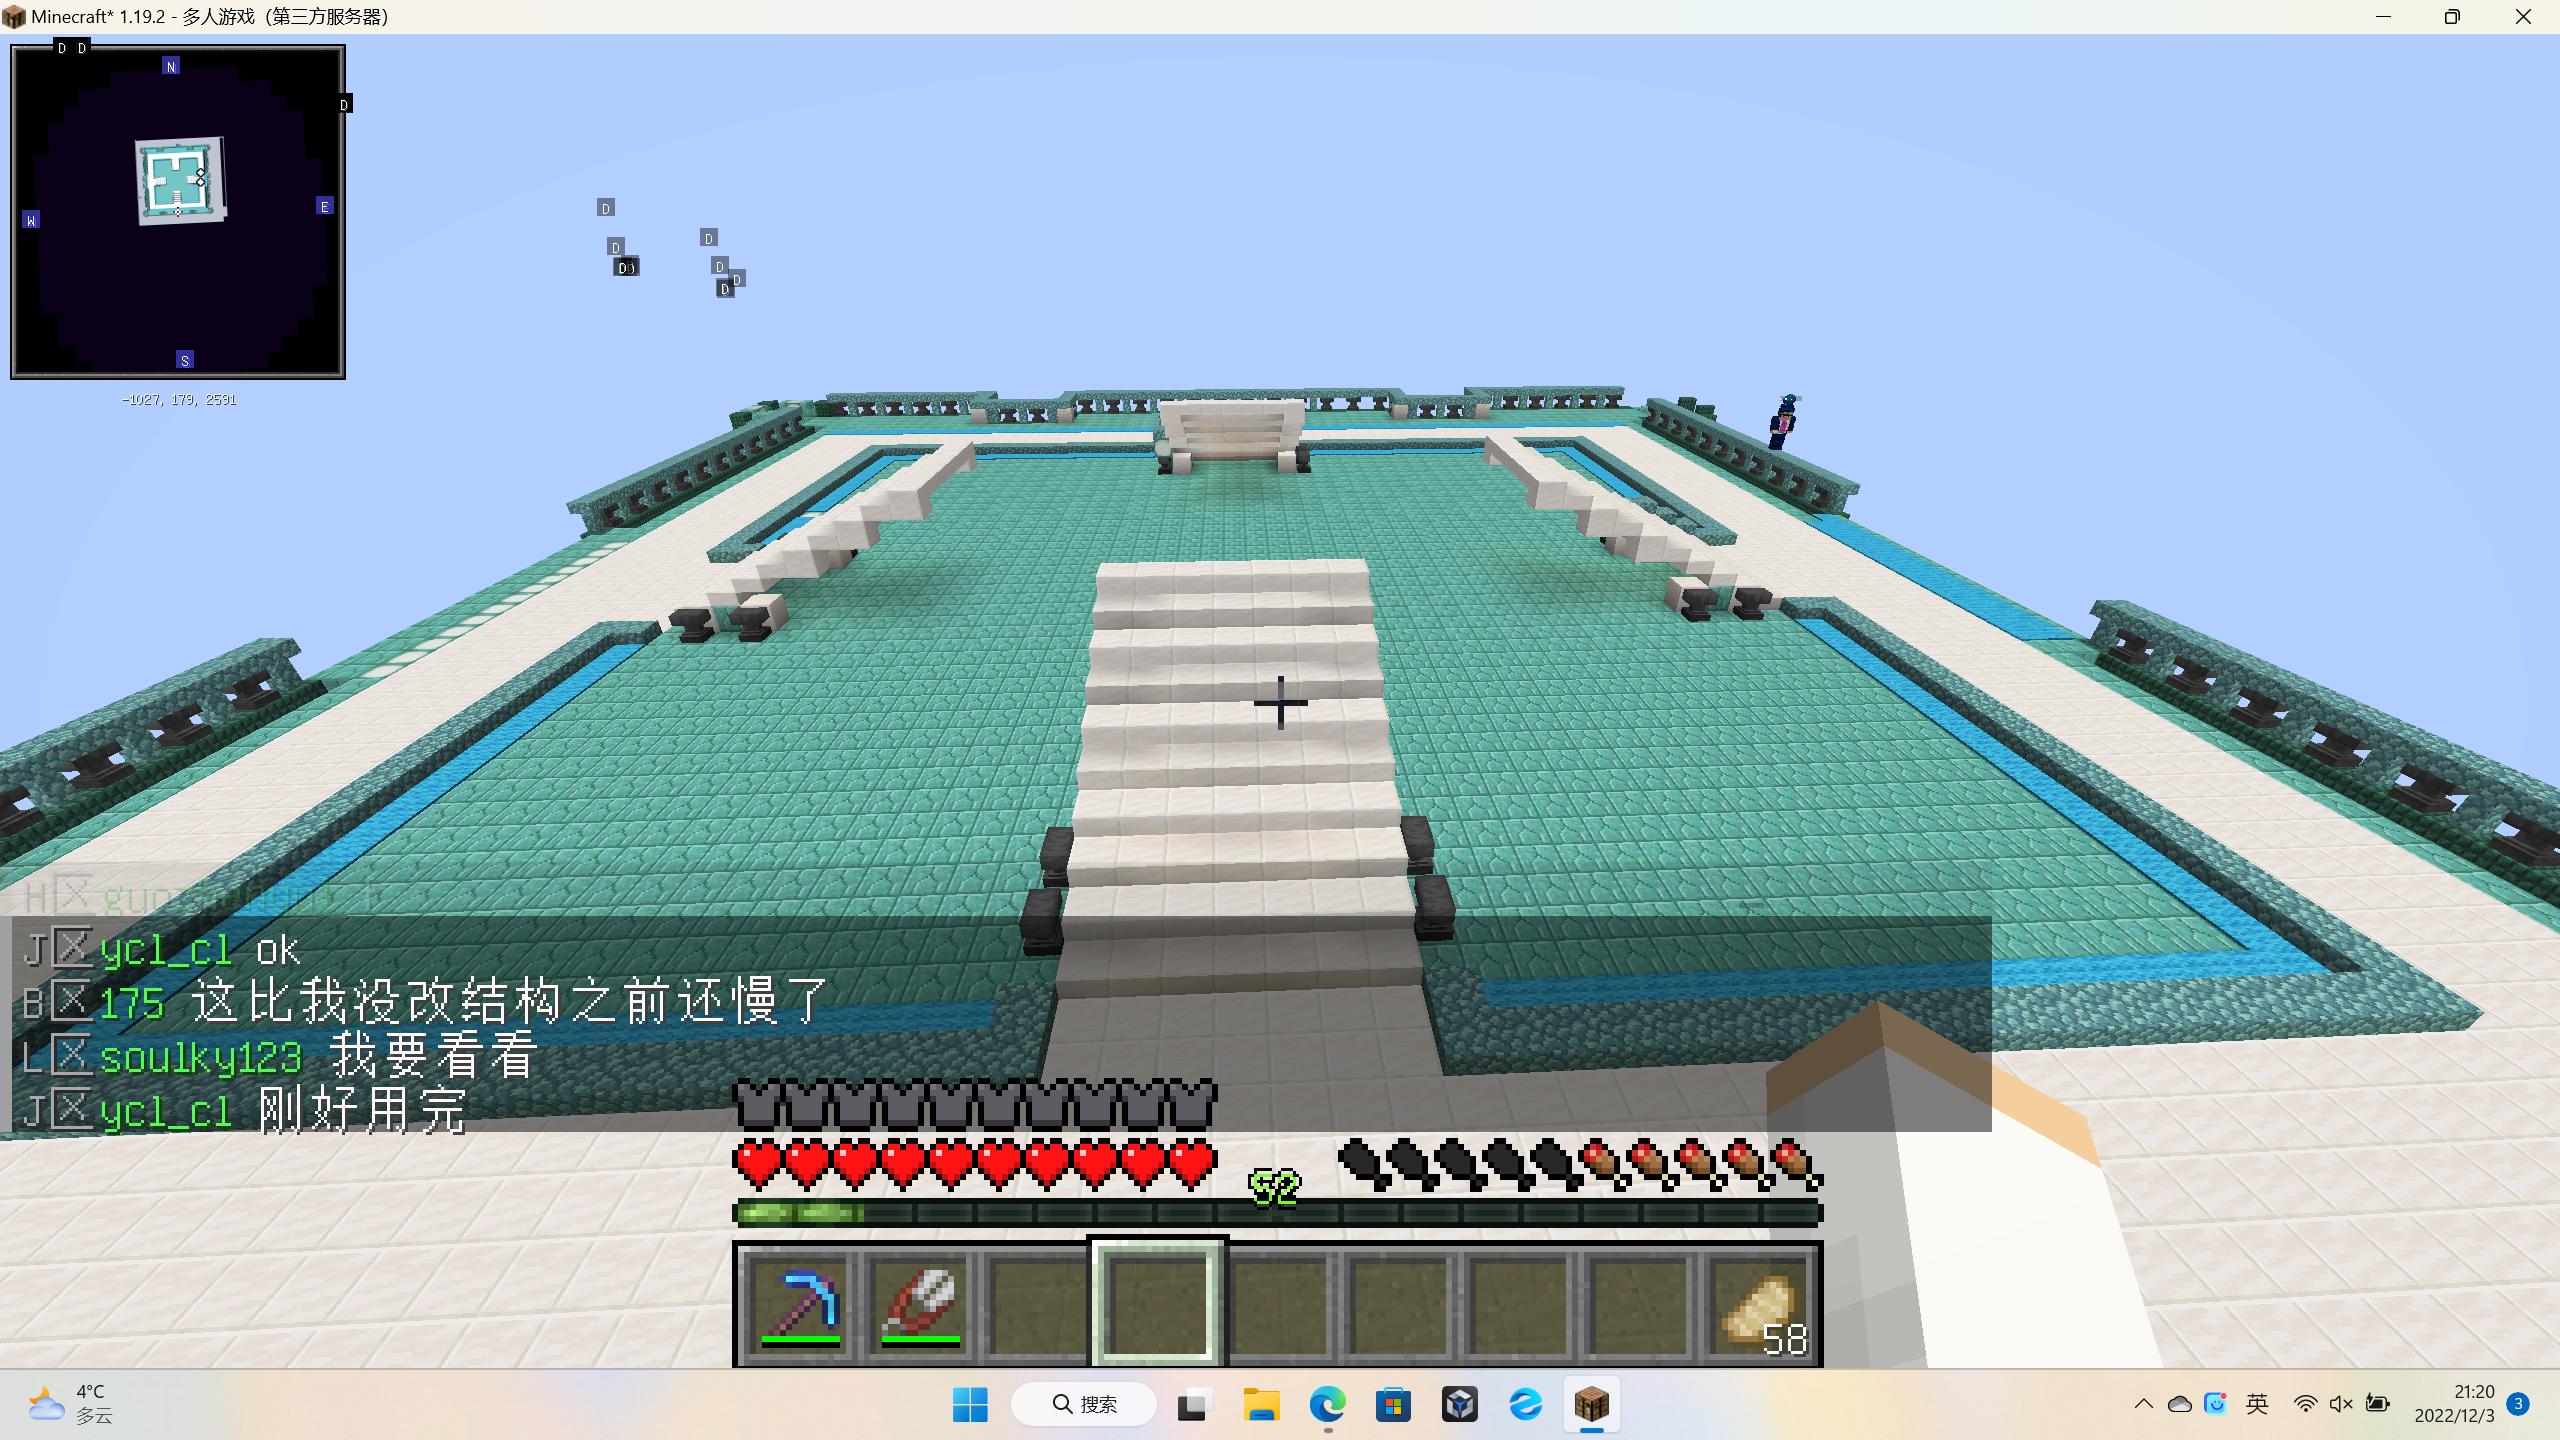 Minecraft* 1.19.2 - 多人游戏（第三方服务器）
D D
N
D
W
E
S
-1027, 179, 2591
D
D
D
DD
D
D
D
J ycl_cl ok
B 175 这比我没改结构之前还慢了
L soulky123 我要看看
J ycl_cl 刚好用完
52
58
4°C
多云
搜索
英
21:20
2022/12/3
3